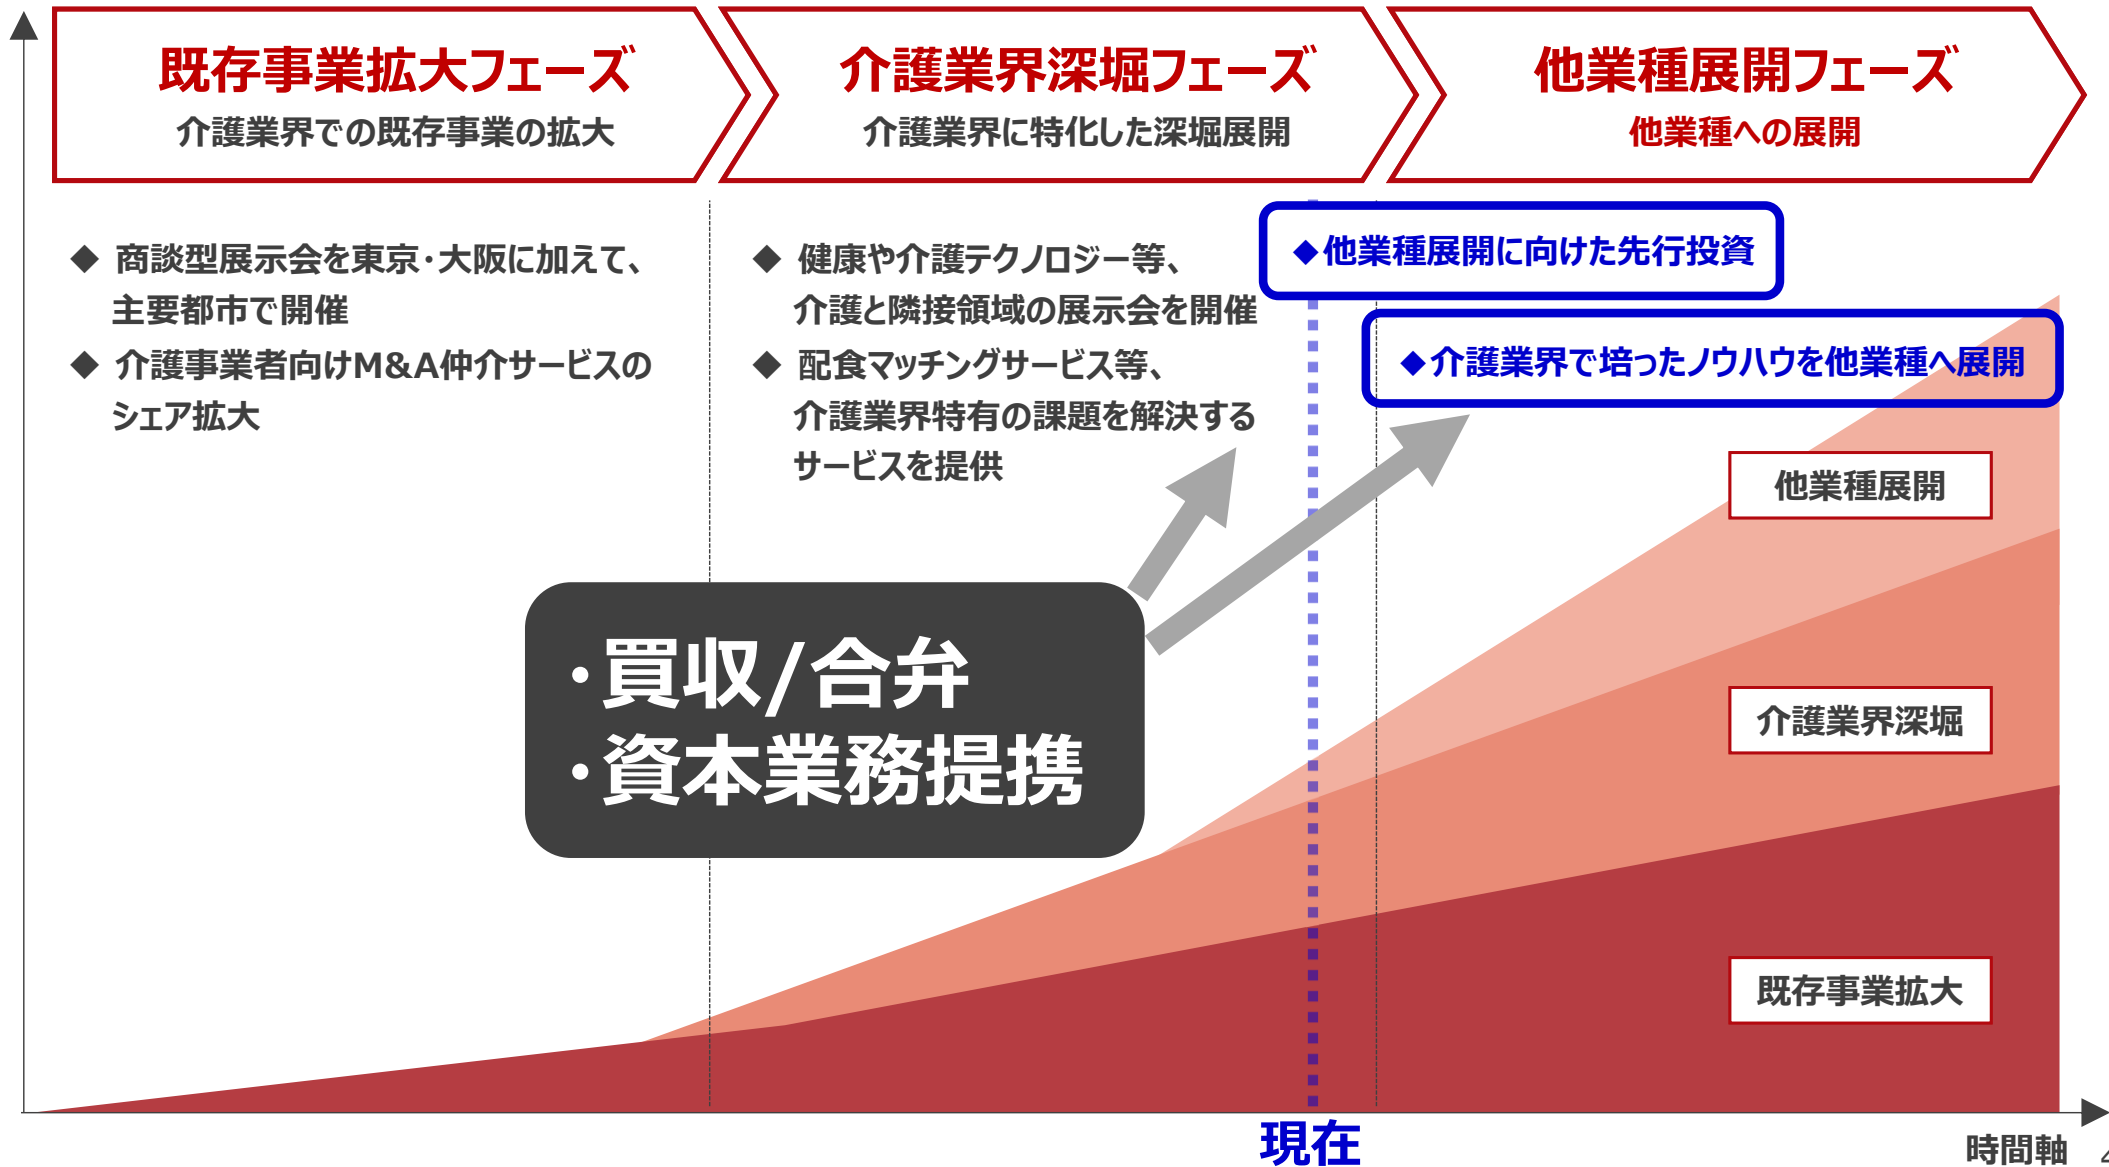 既存事業拡大フェーズ
介護業界での既存事業の拡大
介護業界深堀フェーズ
介護業界に特化した深堀展開
他業種展開フェーズ
他業種への展開
◆ 商談型展示会を東京・大阪に加えて、
主要都市で開催
◆ 介護事業者向けM&A仲介サービスの
シェア拡大
◆ 健康や介護テクノロジー等、
介護と隣接領域の展示会を開催
◆ 配食マッチングサービス等、
介護業界特有の課題を解決する
サービスを提供
◆他業種展開に向けた先行投資
◆介護業界で培ったノウハウを他業種へ展開
・買収/合弁
・資本業務提携
他業種展開
介護業界深堀
既存事業拡大
現在
時間軸